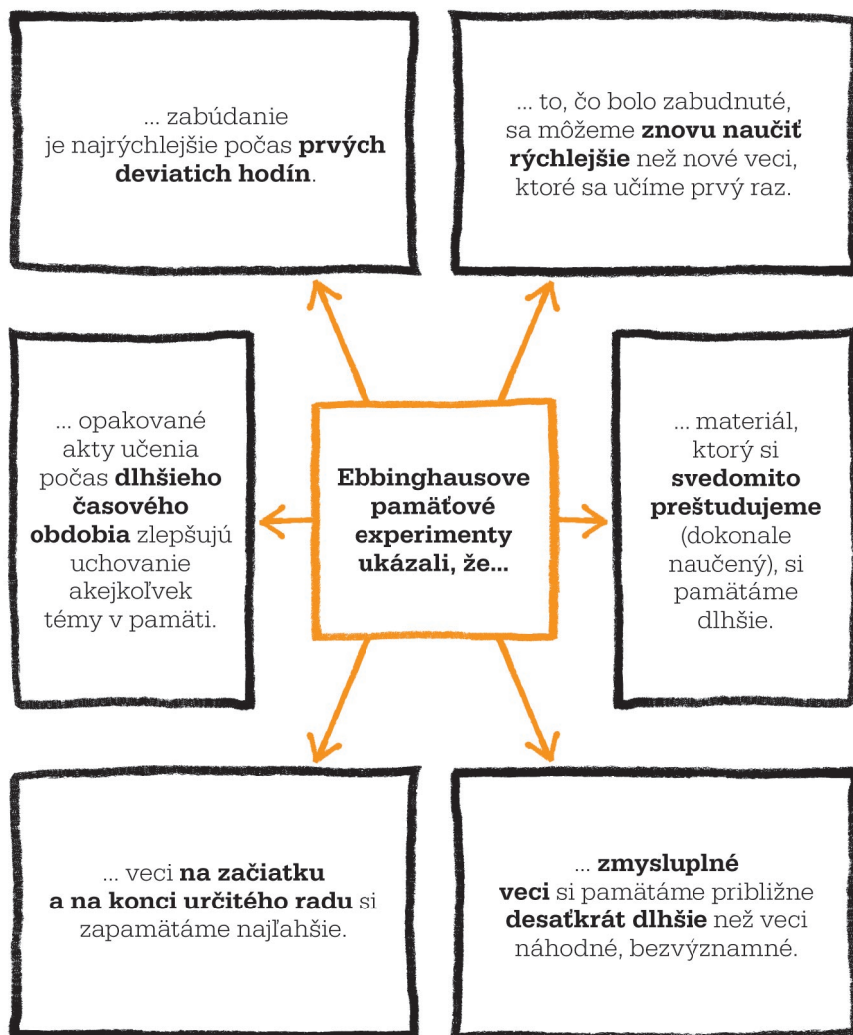 ... zabúdanie
je najrýchlejšie počas prvých
deviatich hodín.
... to, čo bolo zabudnuté,
sa môžeme znovu naučiť
rýchlejšie než nové veci,
ktoré sa učíme prvý raz.
... opakované
akty učenia
počas dlhšieho
časového
obdobia zlepšujú
uchovanie
akejkoľvek
témy v pamäti.
Ebbinghausove
pamäťové
experimenty
ukázali, že...
... materiál,
ktorý si
svedomito
preštudujeme
(dokonale
naučený), si
pamätáme
dlhšie.
... veci na začiatku
a na konci určitého radu si
zapamätáme najľahšie.
... zmysluplné
veci si pamätáme približne
desaťkrát dlhšie než veci
náhodné, bezvýznamné.